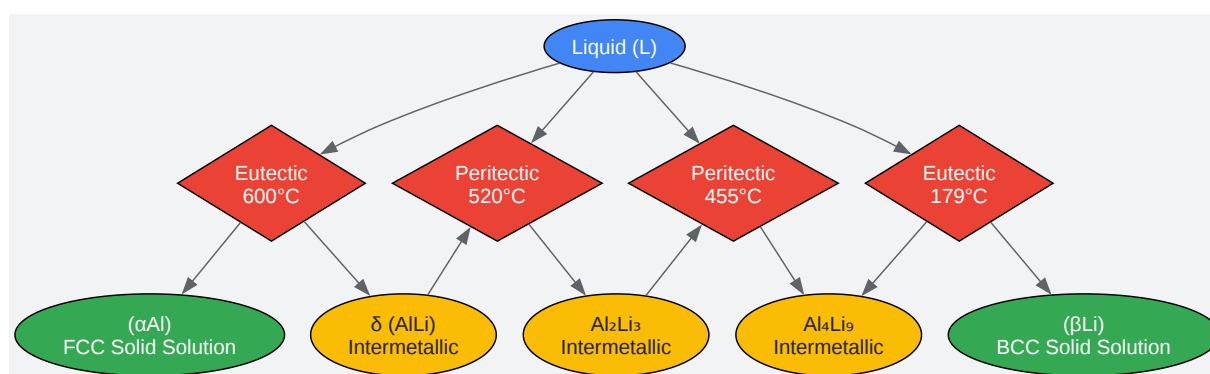 Liquid (L)
Eutectic
600°C
Peritectic
520°C
Peritectic
455°C
Eutectic
179°C
(αAl)
FCC Solid Solution
δ (AlLi)
Intermetallic
Al₂Li₃
Intermetallic
Al₄Li₉
Intermetallic
(βLi)
BCC Solid Solution